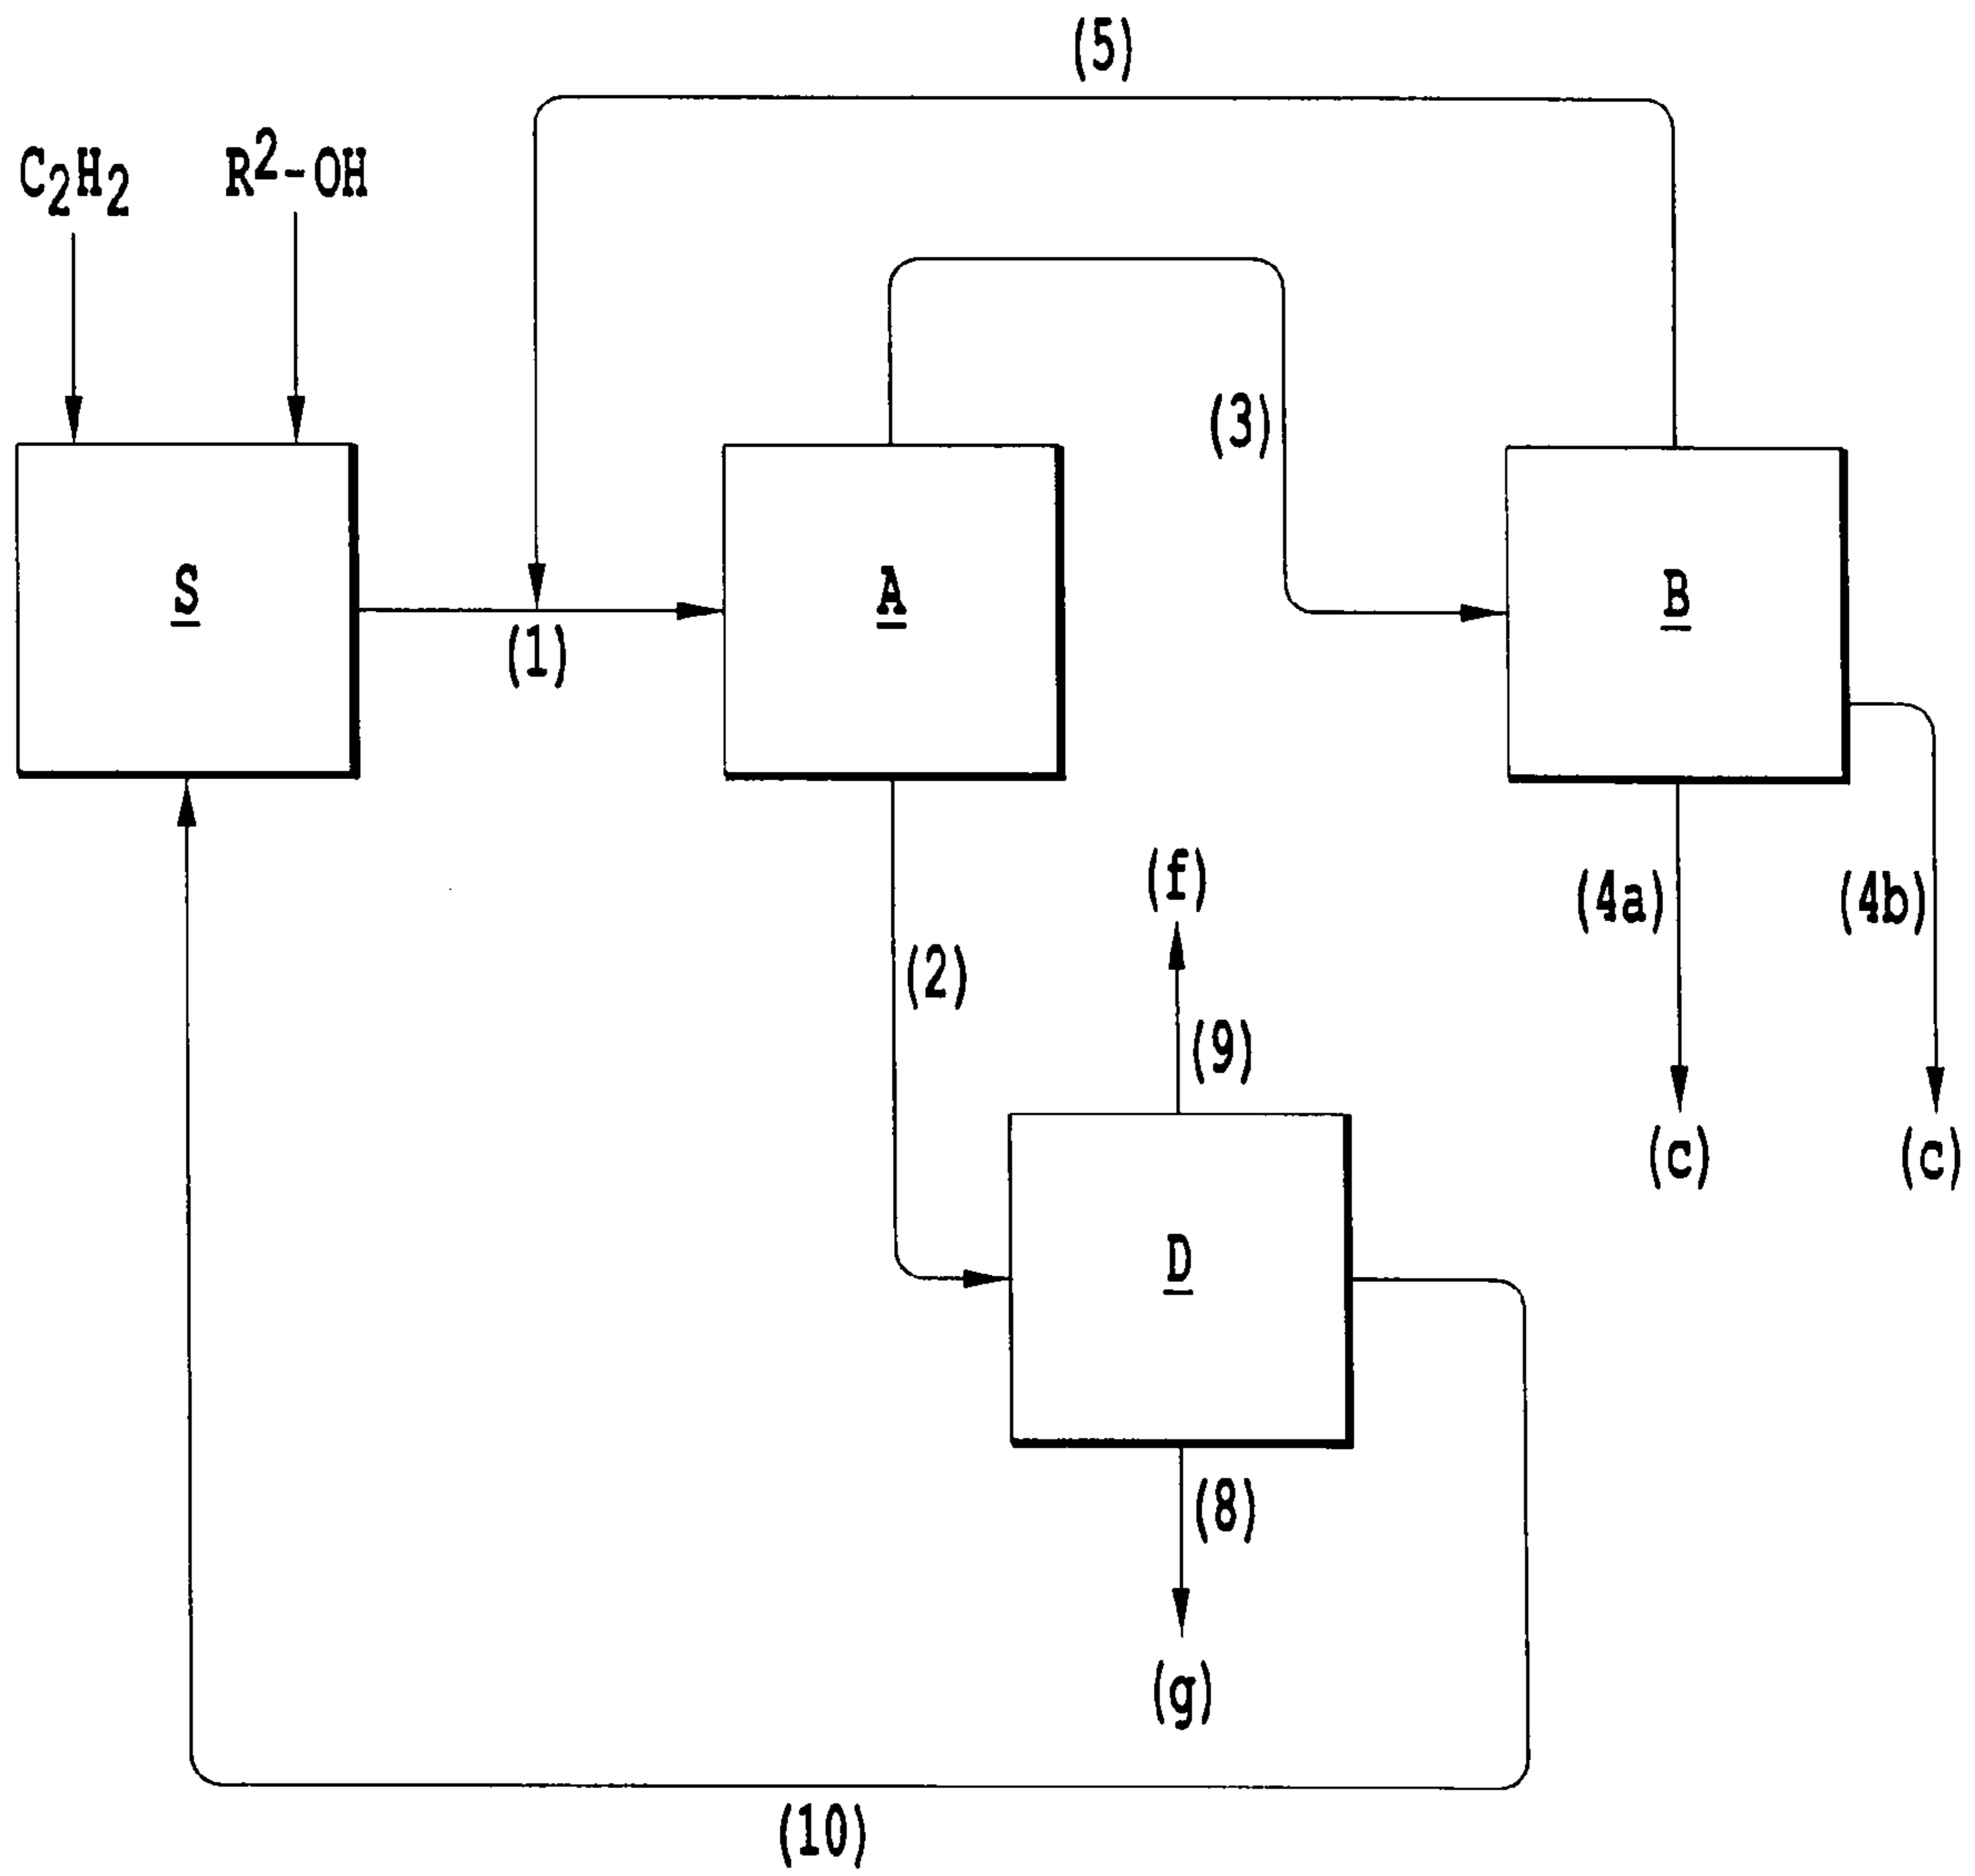 (5)
C2H2
R2-OH
(3)
S
A
B
(1)
(f)
(4a)
(4b)
(2)
(9)
(c)
(c)
D
(8)
(g)
(10)